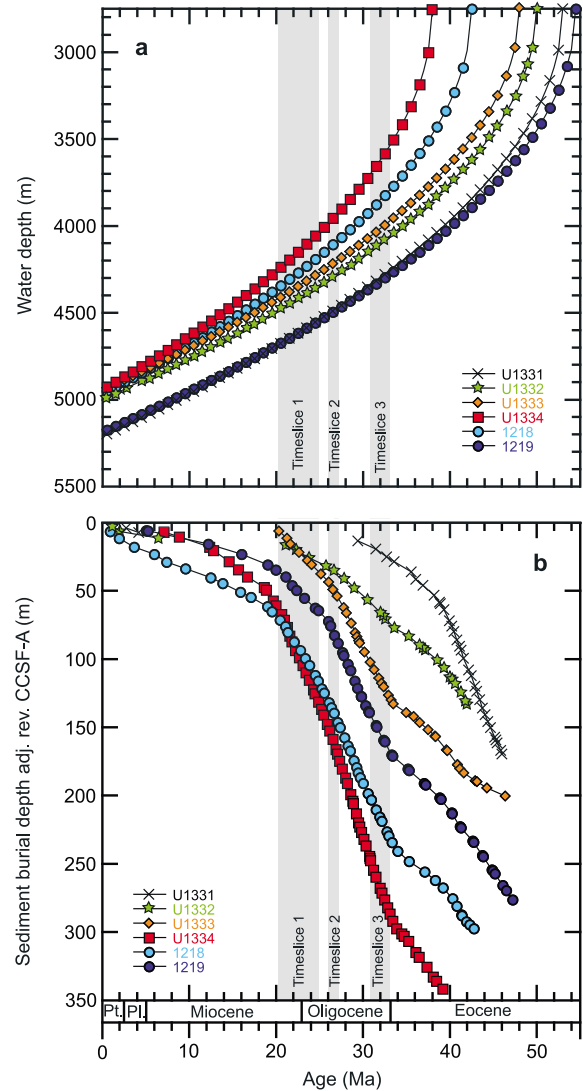 a
3000
3500
4000
4500
5000
5500
Water depth (m)
Timeslice 1
Timeslice 2
Timeslice 3
U1331
U1332
U1333
U1334
1218
1219
b
0
50
100
150
200
250
300
350
Sediment burial depth adj. rev. CCSF-A (m)
Timeslice 1
Timeslice 2
Timeslice 3
U1331
U1332
U1333
U1334
1218
1219
Pt. Pl. Miocene Oligocene Eocene
0 10 20 30 40 50
Age (Ma)